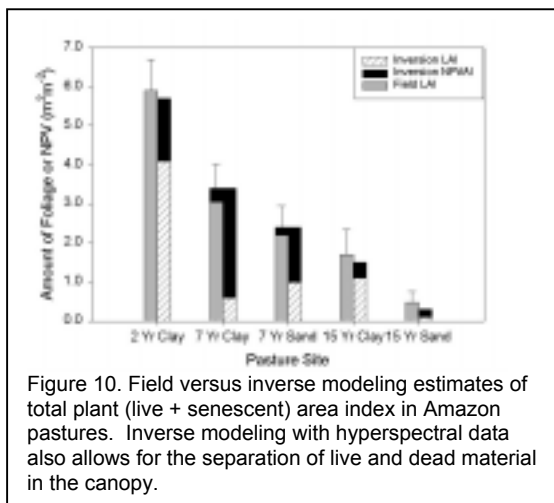 7.0
6.0
5.0
4.0
3.0
2.0
1.0
0.0
Amount of Foliage or NPV (m²m⁻²)
Inversion LAI
Inversion NPVAI
Field LAI
2 Yr Clay 7 Yr Clay 7 Yr Sand 15 Yr Clay 15 Yr Sand
Pasture Site
Figure 10. Field versus inverse modeling estimates of
total plant (live + senescent) area index in Amazon
pastures. Inverse modeling with hyperspectral data
also allows for the separation of live and dead material
in the canopy.